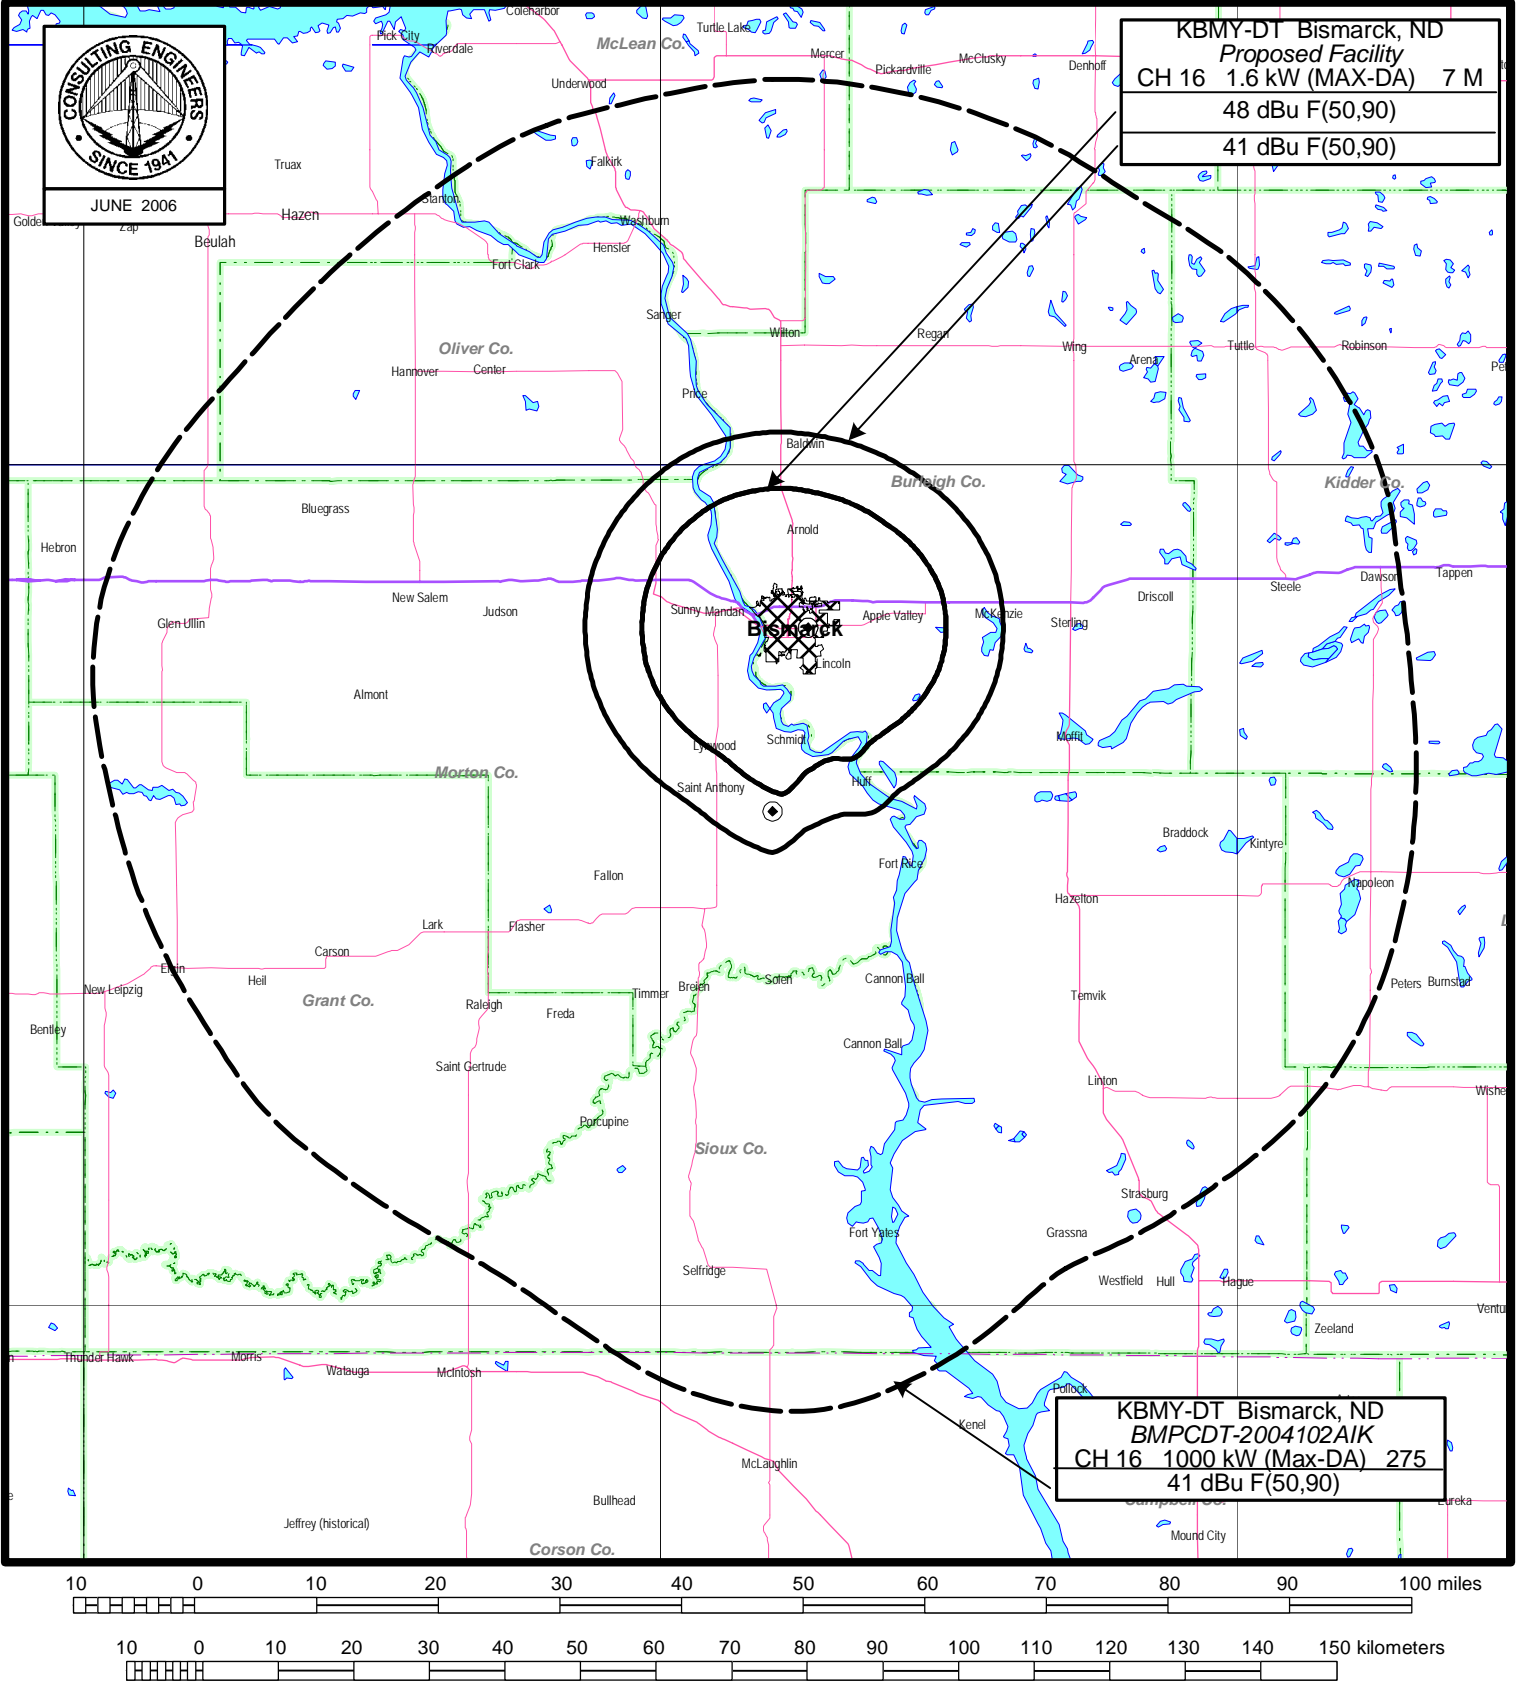 CONSULTING ENGINEERS
SINCE 1941
JUNE 2006
KBMY-DT Bismarck, ND
Proposed Facility
CH 16 1.6 kW (MAX-DA) 7 M
48 dBu F(50,90)
41 dBu F(50,90)
Coleharbor
Turtle Lake
Pick City
Riverdale
McLean Co.
Mercer
McClusky
Pickardville
Denhoff
Underwood
Truax
Falkirk
Stanton
Hazen
Washburn
Zap
Beulah
Hensler
Fort Clark
Sanger
Wilton
Regan
Wing
Tuttle
Robinson
Oliver Co.
Arena
Hannover
Center
Price
Baldwin
Burleigh Co.
Kidder Co.
Bluegrass
Arnold
Hebron
Dawson
Tappen
Steele
New Salem
Judson
Driscoll
Sunny
Mandan
Apple Valley
McKenzie
Sterling
Glen Ullin
Bismarck
Lincoln
Almont
Moffit
Schmidt
Lynwood
Morton Co.
Saint Anthony
Huff
Braddock
Kintyre
Fort Rice
Fallon
Napoleon
Hazelton
Lark
Flasher
Carson
Elgin
Heil
Solen
Cannon Ball
New Leipzig
Breien
Timmer
Peters
Burnstad
Grant Co.
Raleigh
Freda
Temvik
Bentley
Cannon Ball
Saint Gertrude
Linton
Wishe
Porcupine
Sioux Co.
Strasburg
Fort Yates
Grassna
Selfridge
Westfield
Hull
Hague
Ventu
Zeeland
Thunder Hawk
Morris
Watauga
McIntosh
Pollock
Kenel
KBMY-DT Bismarck, ND
BMPCDT-2004102AIK
CH 16 1000 kW (Max-DA) 275
41 dBu F(50,90)
McLaughlin
Bullhead
Campbell Co.
Eureka
Jeffrey (historical)
Mound City
Corson Co.
10 0 10 20 30 40 50 60 70 80 90 100 miles
10 0 10 20 30 40 50 60 70 80 90 100 110 120 130 140 150 kilometers